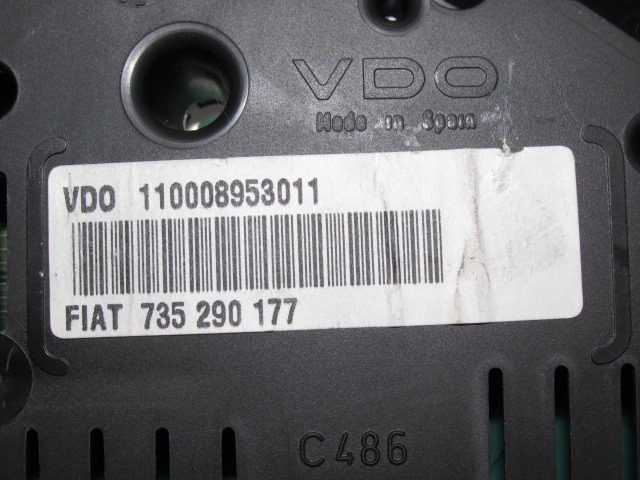 VDO
Made in Spain
VDO 110008953011
FIAT 735 290 177
C486